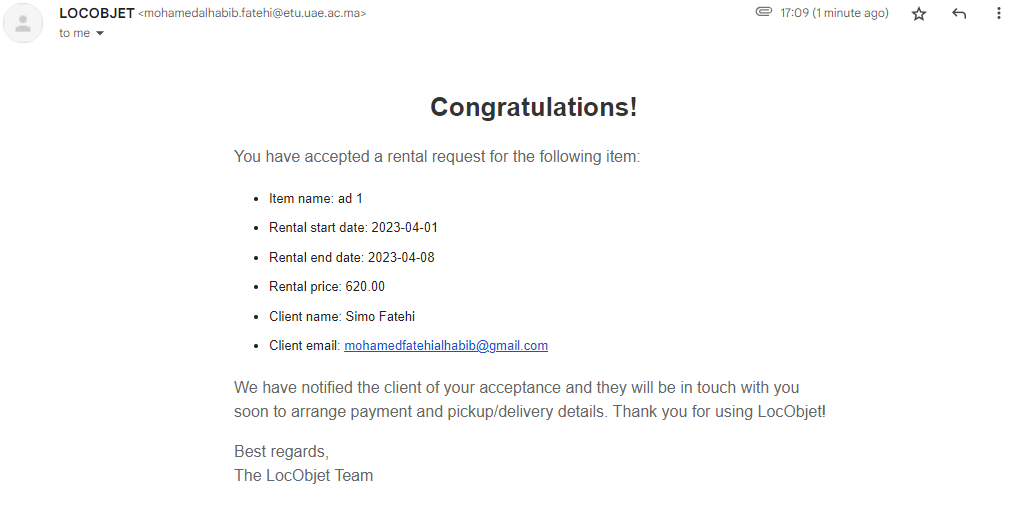 LOCOBJET <mohamedalhabib.fatehi@etu.uae.ac.ma>
17:09 (1 minute ago)
to me
Congratulations!
You have accepted a rental request for the following item:
• Item name: ad 1
• Rental start date: 2023-04-01
• Rental end date: 2023-04-08
• Rental price: 620.00
• Client name: Simo Fatehi
• Client email: mohamedfatehialhabib@gmail.com
We have notified the client of your acceptance and they will be in touch with you
soon to arrange payment and pickup/delivery details. Thank you for using LocObjet!
Best regards,
The LocObjet Team